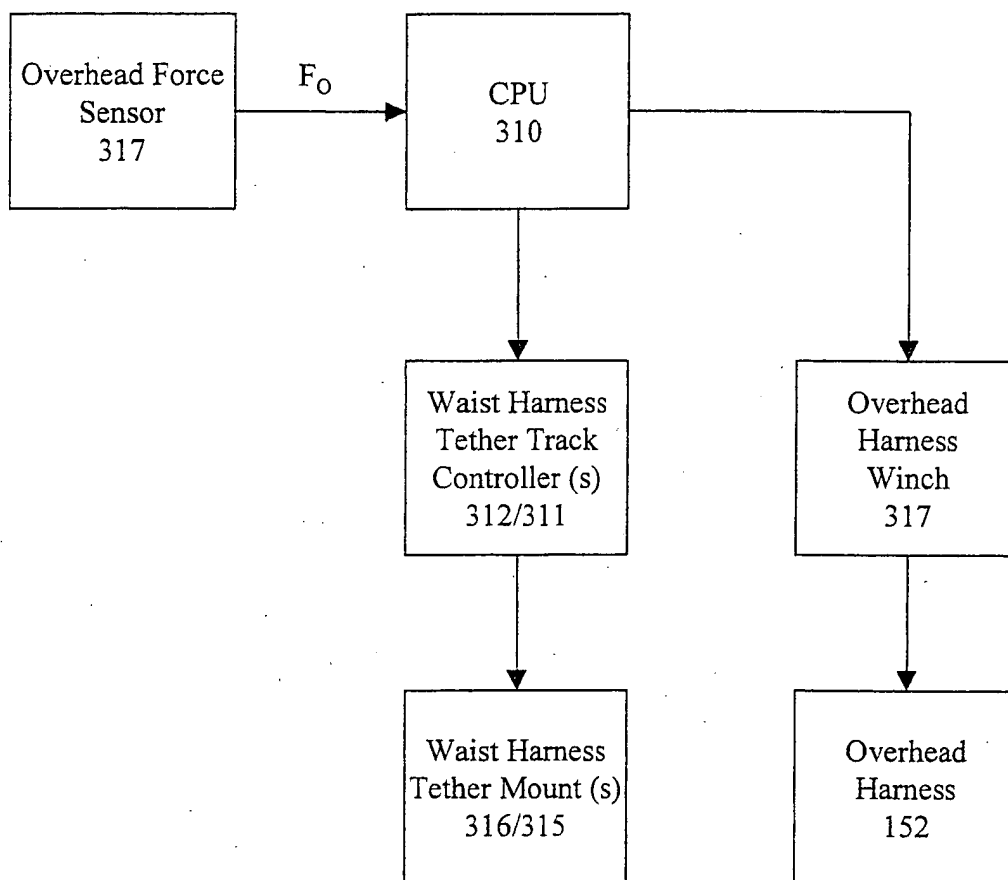 Overhead Force
Sensor
317
F_O
CPU
310
Waist Harness
Tether Track
Controller (s)
312/311
Overhead
Harness
Winch
317
Waist Harness
Tether Mount (s)
316/315
Overhead
Harness
152